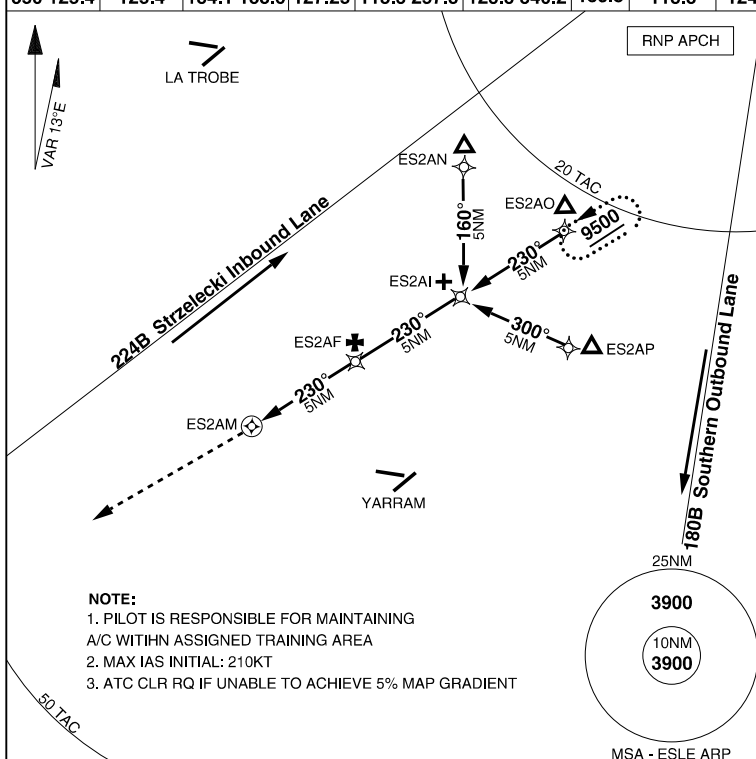 RNP APCH
LA TROBE
VAR 13°E
ES2AN
20 TAC
ES2AO
9500
160°
5NM
230°
5NM
224B Strzelecki Inbound Lane
ES2AI
230°
5NM
300°
5NM
ES2AF
ES2AP
230°
5NM
ES2AM
180B Southern Outbound Lane
YARRAM
25NM
3900
10NM
3900
NOTE:
1. PILOT IS RESPONSIBLE FOR MAINTAINING
A/C WITIHN ASSIGNED TRAINING AREA
2. MAX IAS INITIAL: 210KT
3. ATC CLR RQ IF UNABLE TO ACHIEVE 5% MAP GRADIENT
50 TAC
MSA - ESLE ARP